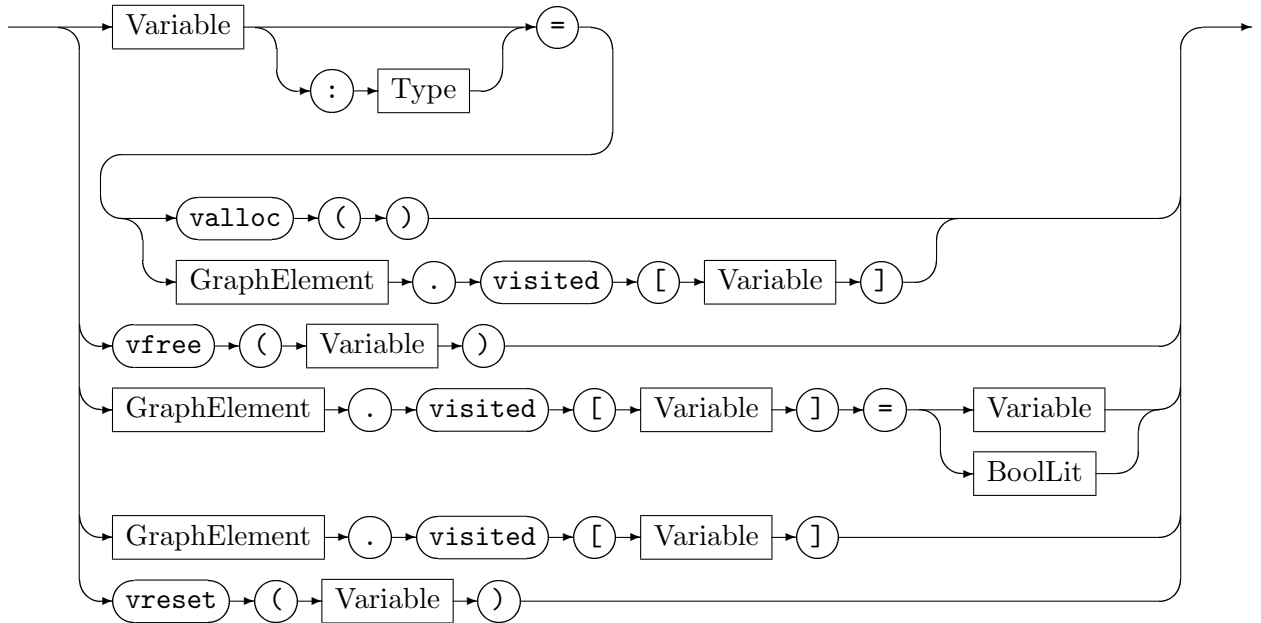 Variable =
: Type
valloc ( )
GraphElement . visited [ Variable ]
vfree ( Variable )
GraphElement . visited [ Variable ] = Variable
BoolLit
GraphElement . visited [ Variable ]
vreset ( Variable )